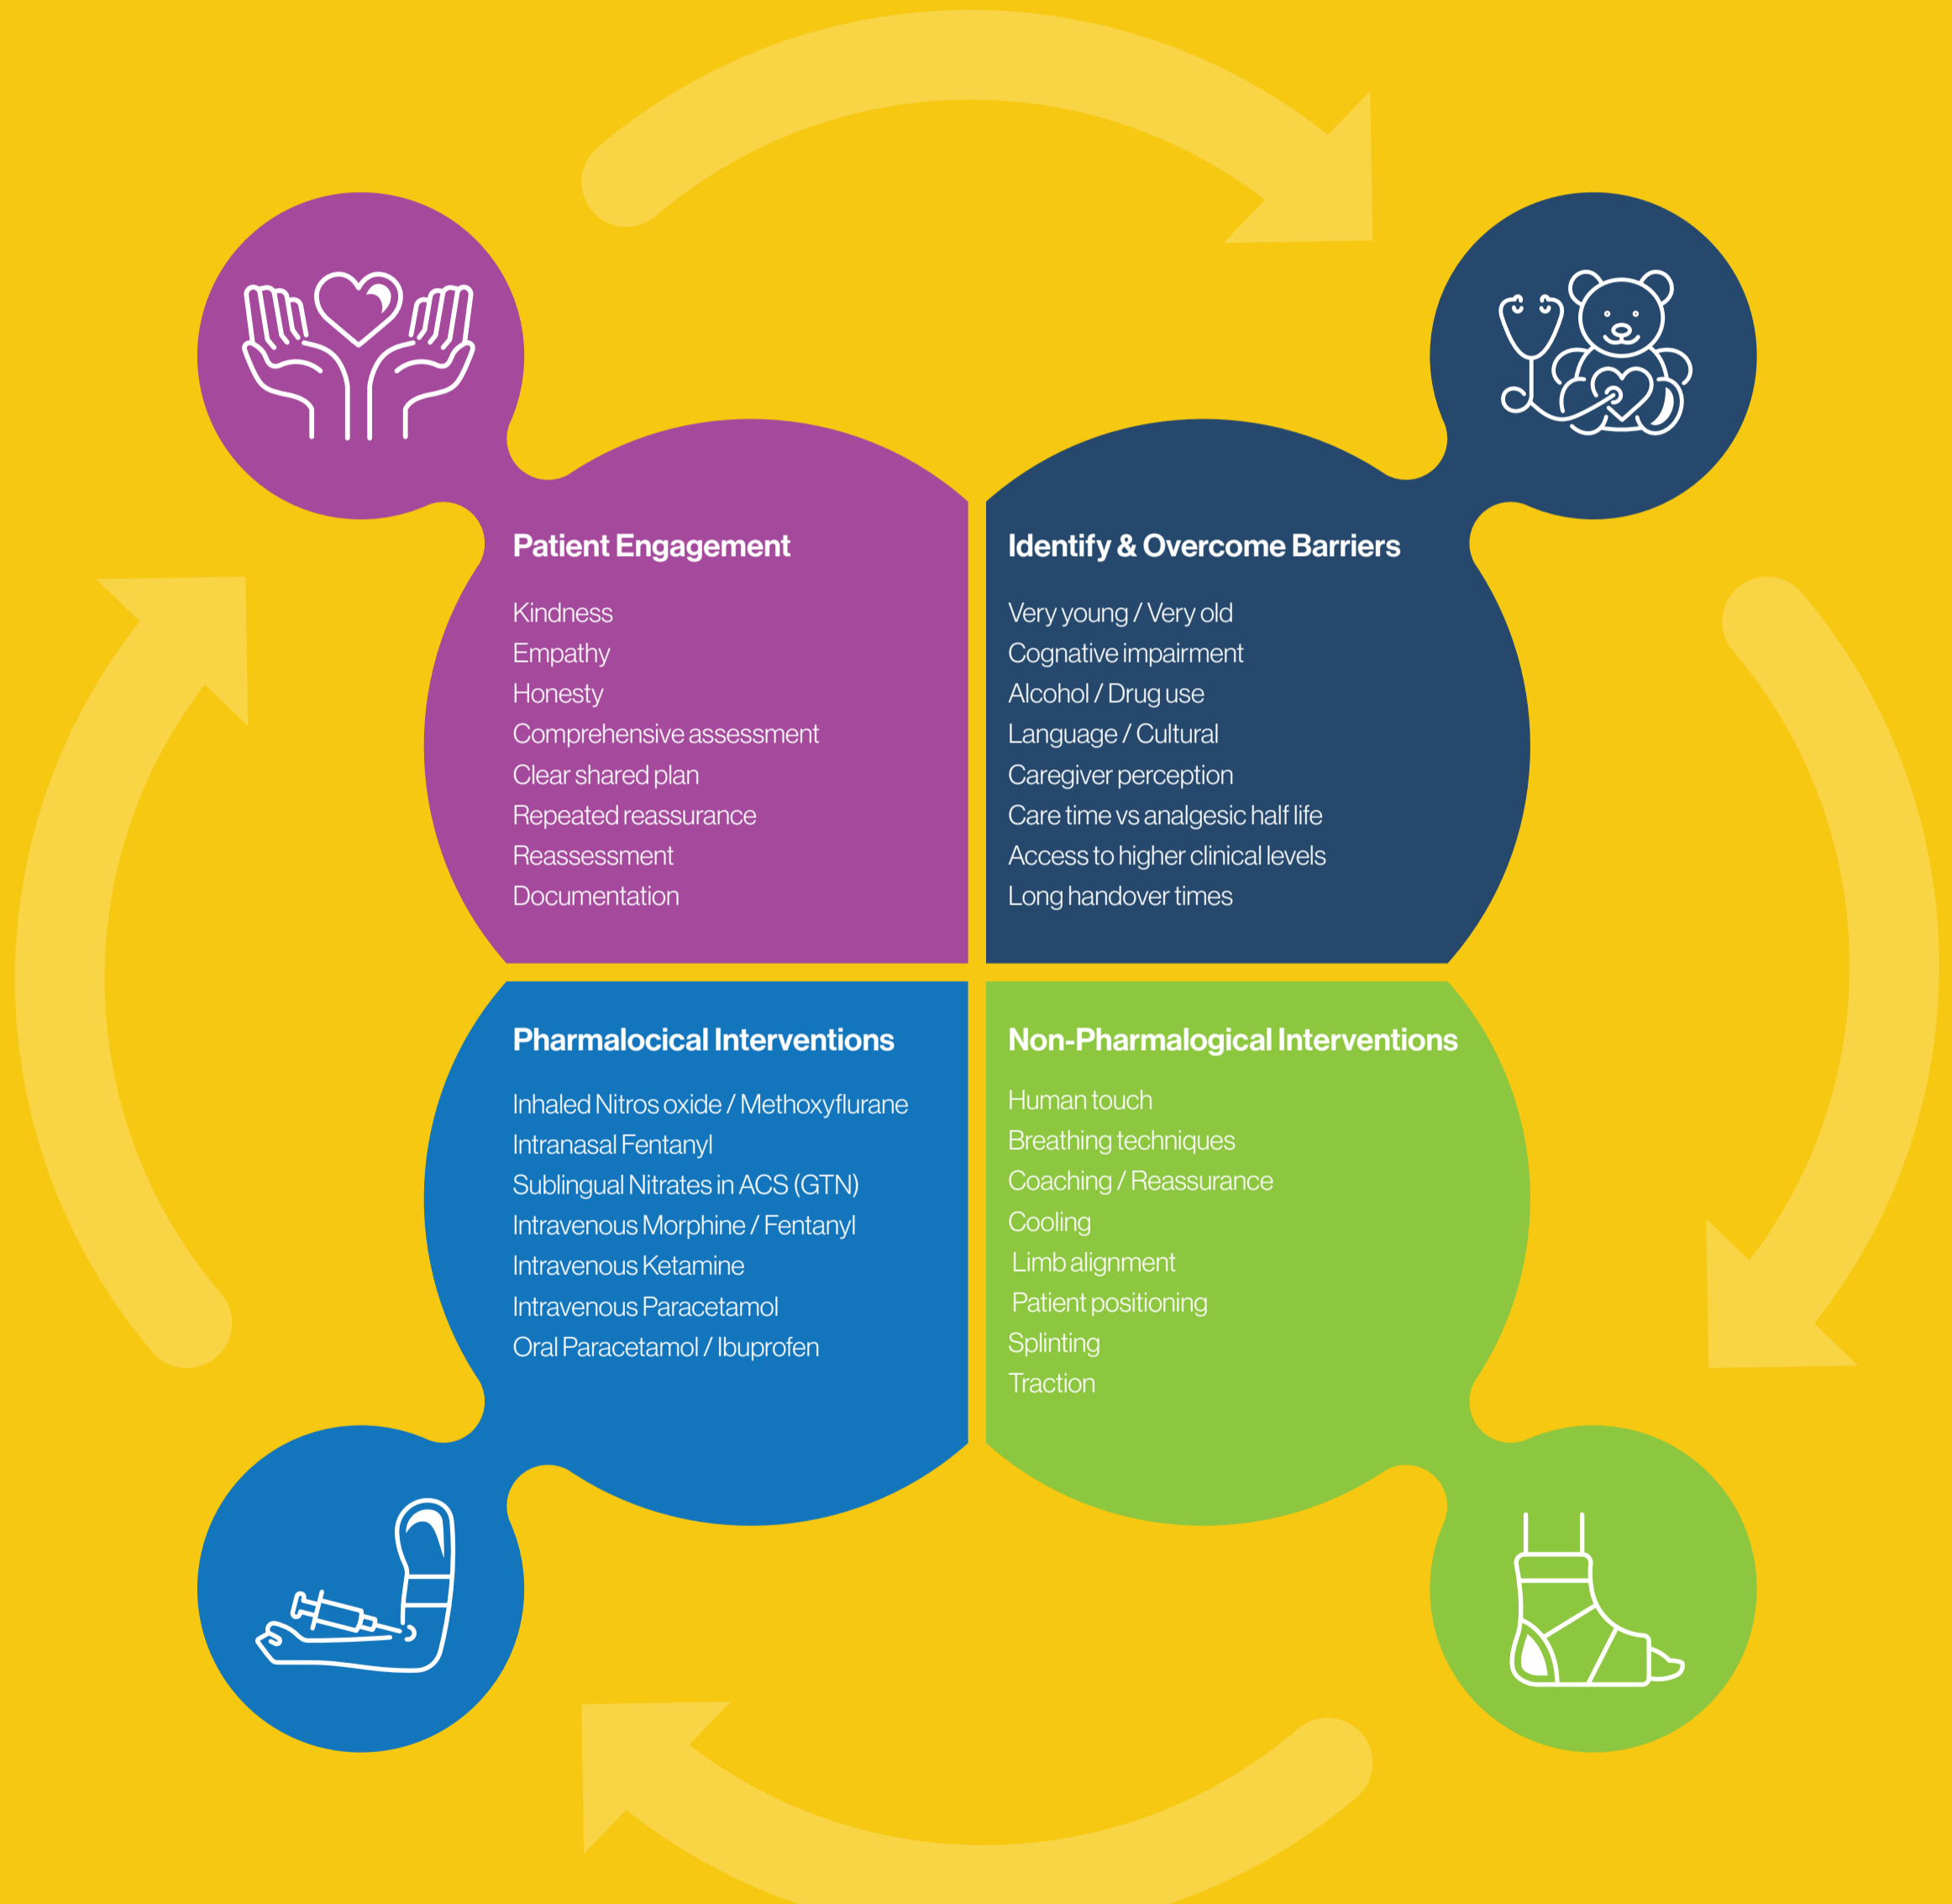 Patient Engagement
Kindness
Empathy
Honesty
Comprehensive assessment
Clear shared plan
Repeated reassurance
Reassessment
Documentation
Identify & Overcome Barriers
Very young / Very old
Cognative impairment
Alcohol / Drug use
Language / Cultural
Caregiver perception
Care time vs analgesic half life
Access to higher clinical levels
Long handover times
Pharmalocical Interventions
Inhaled Nitros oxide / Methoxyflurane
Intranasal Fentanyl
Sublingual Nitrates in ACS (GTN)
Intravenous Morphine / Fentanyl
Intravenous Ketamine
Intravenous Paracetamol
Oral Paracetamol / Ibuprofen
Non-Pharmalogical Interventions
Human touch
Breathing techniques
Coaching / Reassurance
Cooling
Limb alignment
Patient positioning
Splinting
Traction